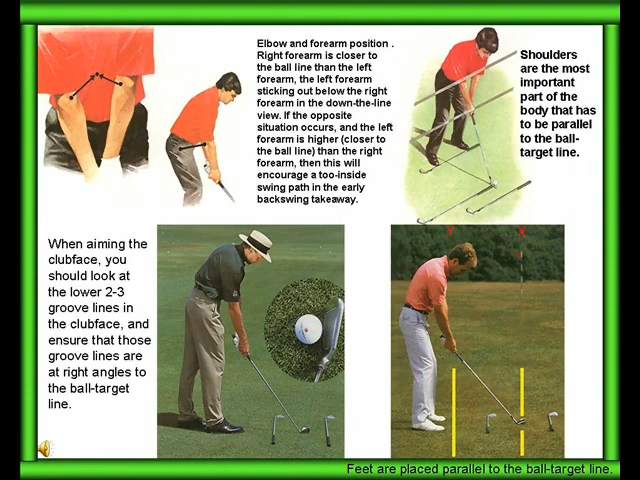 Elbow and forearm position .
Right forearm is closer to
the ball line than the left
forearm, the left forearm
sticking out below the right
forearm in the down-the-line
view. If the opposite
situation occurs, and the left
forearm is higher (closer to
the ball line) than the right
forearm, then this will
encourage a too-inside
swing path in the early
backswing takeaway.
Shoulders
are the most
important
part of the
body that has
to be parallel
to the ball-
target line.
When aiming the
clubface, you
should look at
the lower 2-3
groove lines in
the clubface, and
ensure that those
groove lines are
at right angles to
the ball-target
line.
Y X
Feet are placed parallel to the ball-target line.